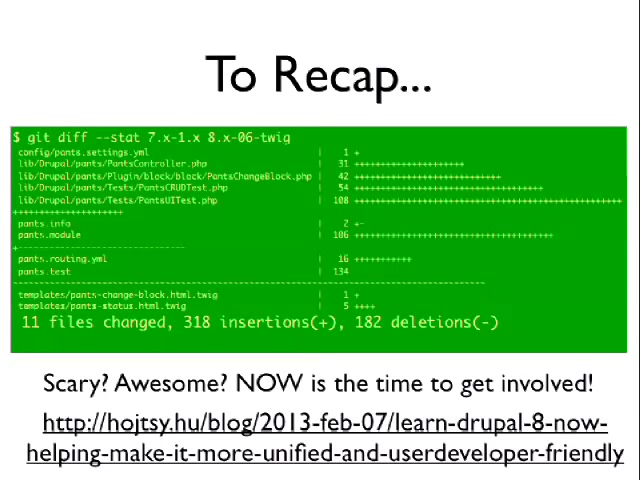 To Recap...
$ git diff --stat 7.x-1.x 8.x-06-twig
config/pants.settings.yml | 1 +
lib/Drupal/pants/PantsController.php | 31 +++++++++++++++++++++++
lib/Drupal/pants/Plugin/block/block/PantsChangeBlock.php | 42 +++++++++++++++++++++++++++++++
lib/Drupal/pants/Tests/PantsCRUDTest.php | 54 ++++++++++++++++++++++++++++++++++++++++
lib/Drupal/pants/Tests/PantsUITest.php | 108 ++++++++++++++++++++++++++++++++++++++++++++++++++++++++
+++++++++++++++++++++++
pants.info | 2 +-
pants.module | 106 ++++++++++++++++++++++++++++++++++++++++++
+---------------------------------
pants.routing.yml | 16 ++++++++++++
pants.test | 134
----------------------------------------------------------------------------------------------------
templates/pants-change-block.html.twig | 1 +
templates/pants-status.html.twig | 5 ++++
11 files changed, 318 insertions(+), 182 deletions(-)
Scary? Awesome? NOW is the time to get involved!
http://hojtsy.hu/blog/2013-feb-07/learn-drupal-8-now-
helping-make-it-more-unified-and-userdeveloper-friendly